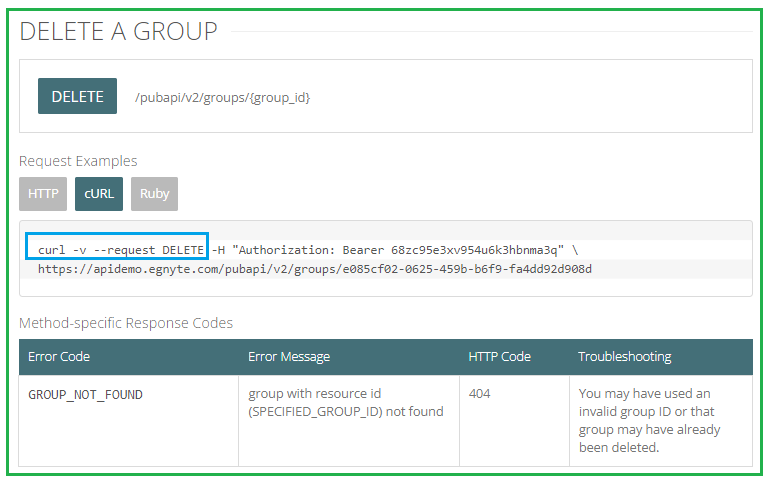 DELETE A GROUP
DELETE /pubapi/v2/groups/{group_id}
Request Examples
HTTP cURL Ruby
curl -v --request DELETE -H "Authorization: Bearer 68zc95e3xv954u6k3hbnma3q" \
https://apidemo.egnyte.com/pubapi/v2/groups/e085cf02-0625-459b-b6f9-fa4dd92d908d
Method-specific Response Codes
Error Code Error Message HTTP Code Troubleshooting
GROUP_NOT_FOUND group with resource id 404 You may have used an
(SPECIFIED_GROUP_ID) not found invalid group ID or that
group may have already
been deleted.